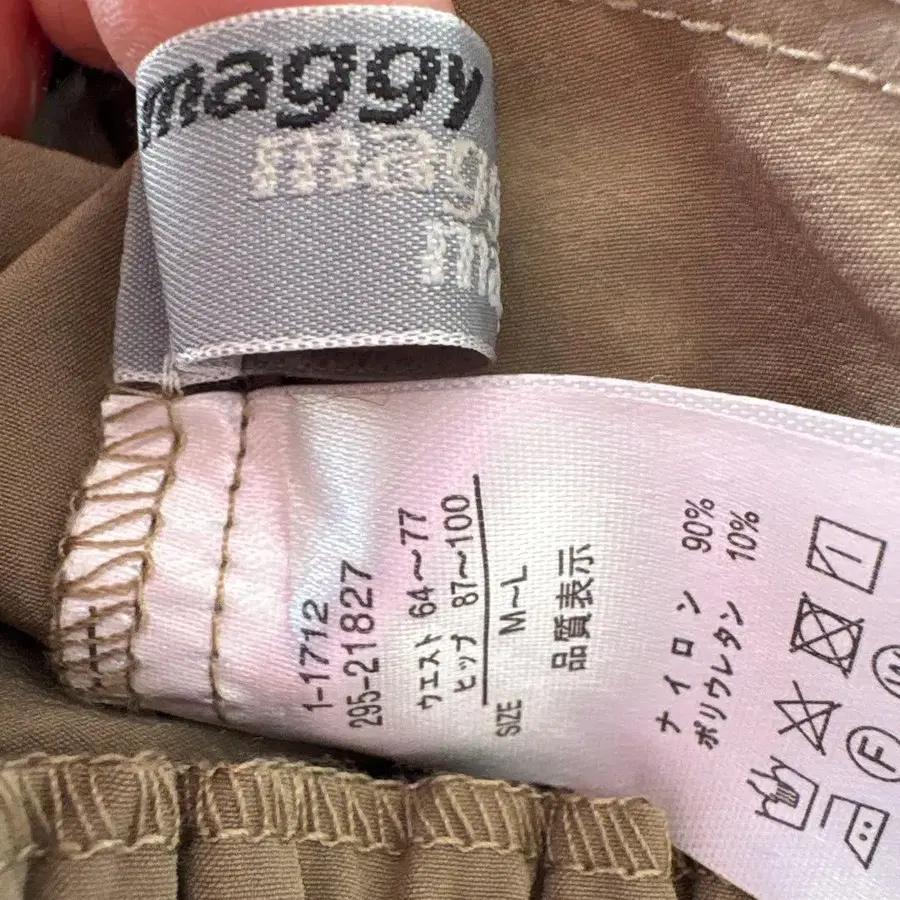 maggy
1-1712
295-21827
ウエスト 64〜77
ヒップ 87〜100
SIZE M〜L
品質表示
ナイロン 90%
ポリウレタン 10%
F
W